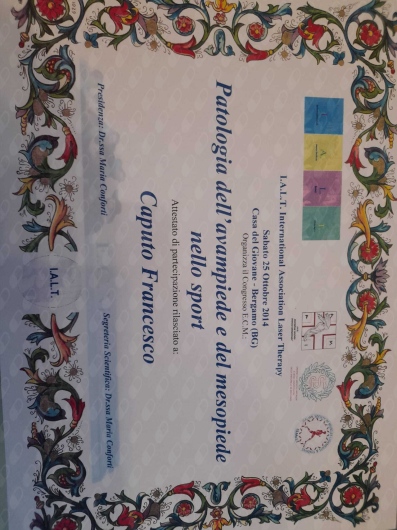 I.A.L.T. International Association Laser Therapy
Sabato 25 Ottobre 2014
Casa del Giovane - Bergamo (BG)
Organizza il Congresso E.C.M.:
Patologia dell'avampiede e del mesopiede
nello sport
Attestato di partecipazione rilasciato a:
Caputo Francesco
Presidenza: Dr.ssa Maria Conforti
Segreteria Scientifica: Dr.ssa Maria Conforti
I.A.L.T.